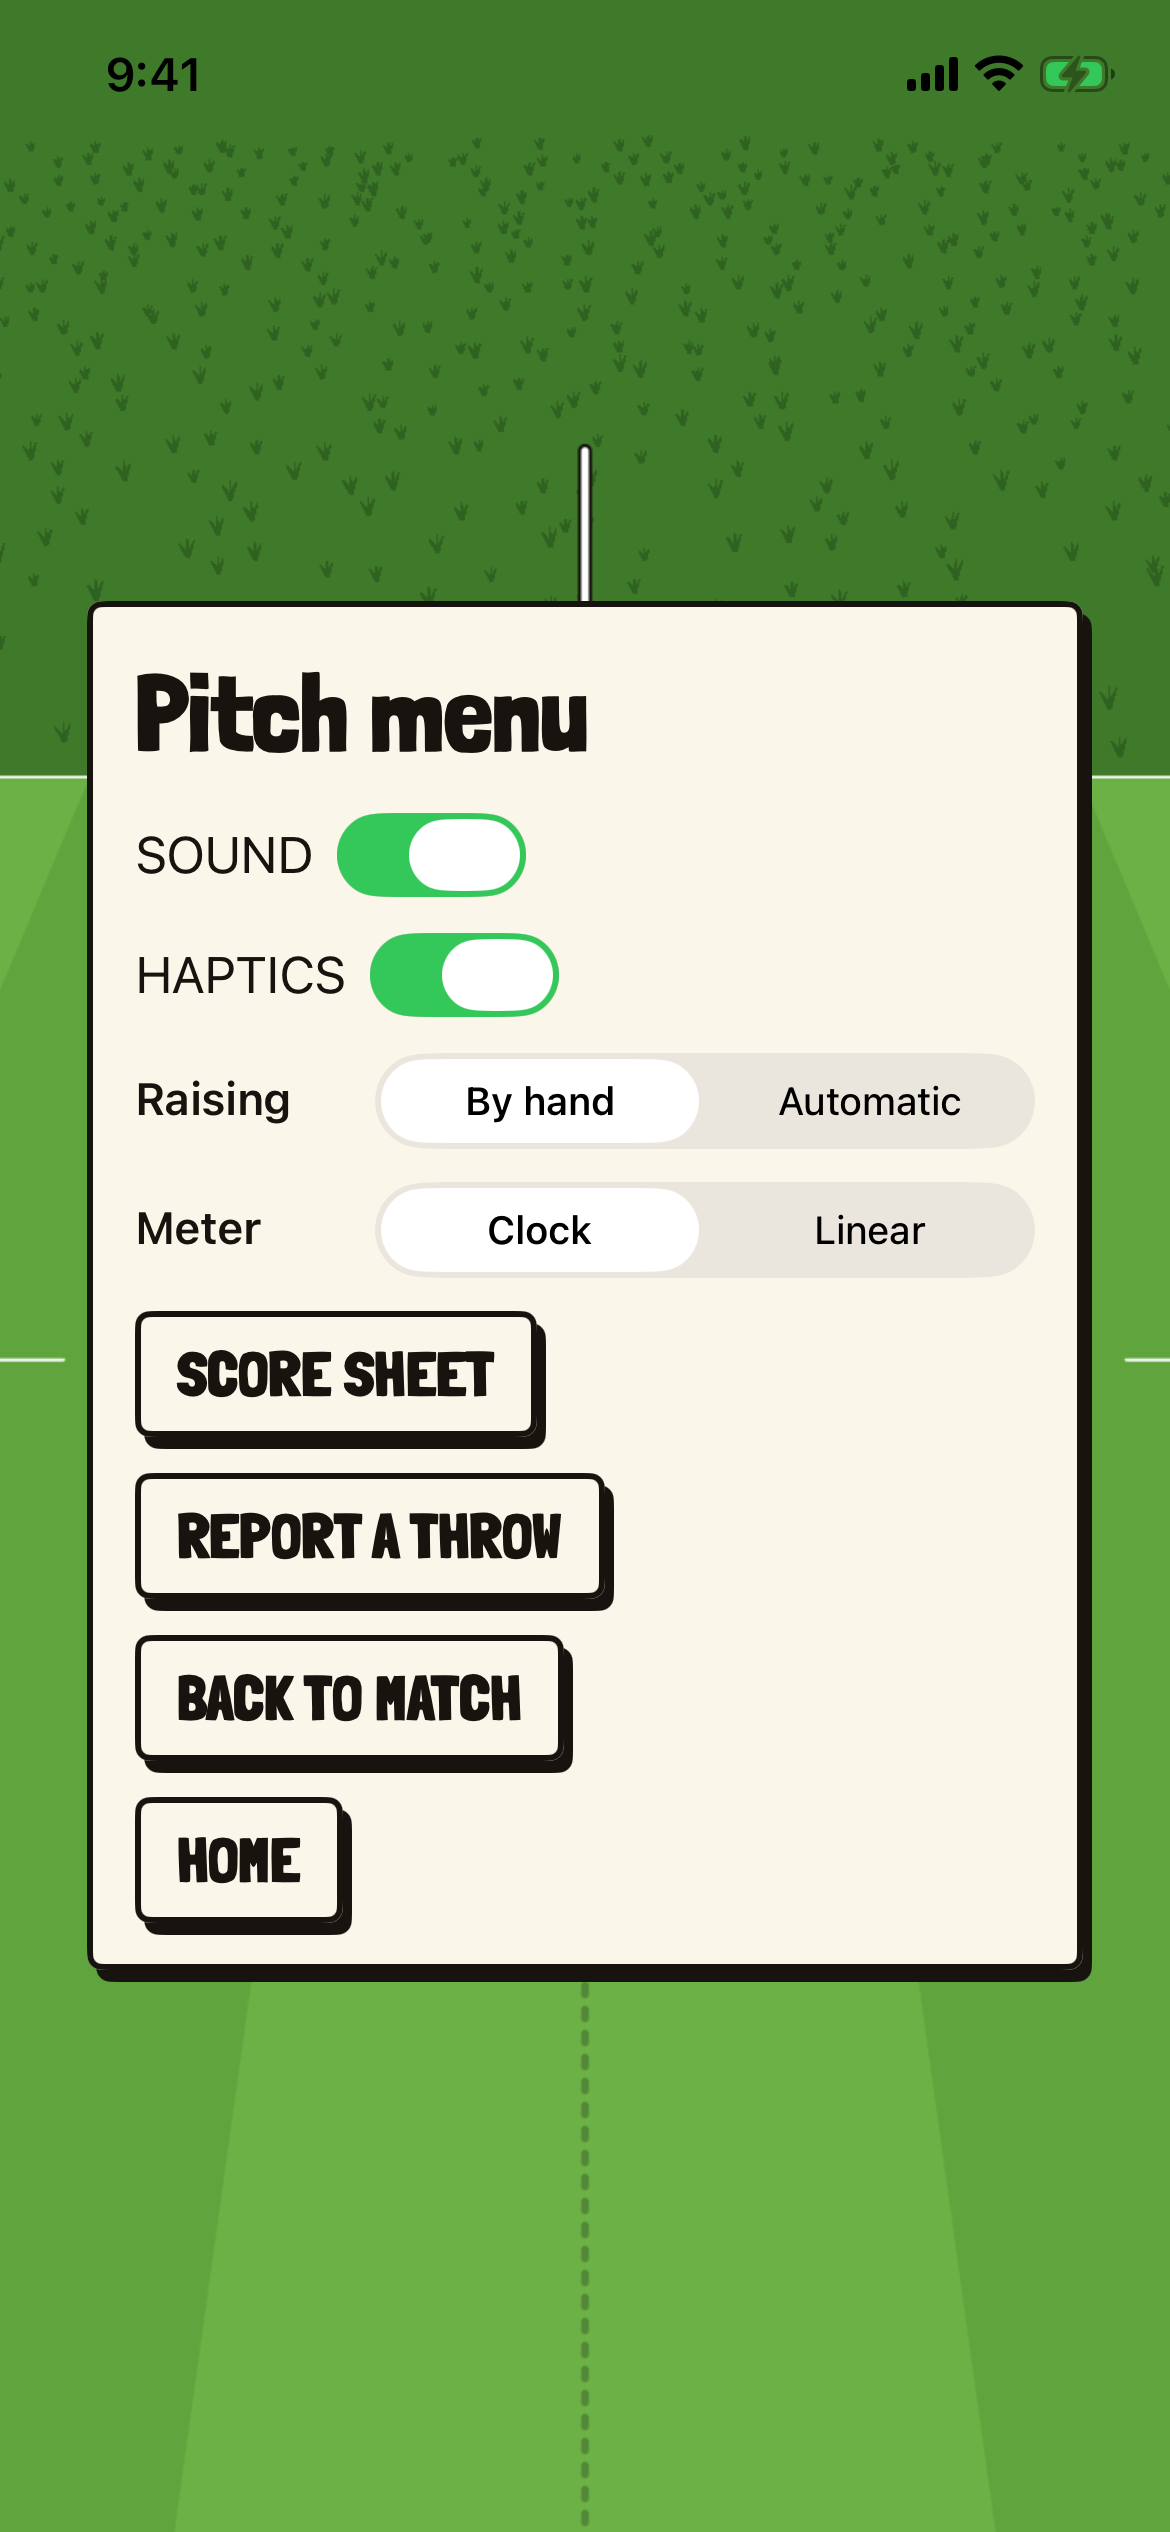 9:41
Pitch menu
SOUND
HAPTICS
Raising By hand Automatic
Meter Clock Linear
SCORE SHEET
REPORT A THROW
BACK TO MATCH
HOME